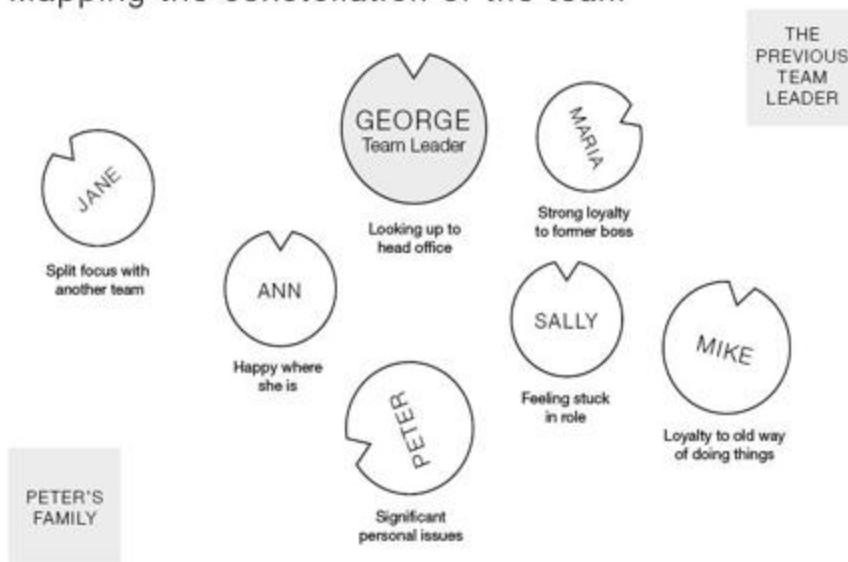 Mapping the constellation of the team
THE
PREVIOUS
TEAM
LEADER
GEORGE
Team Leader
Looking up to
head office
MARIA
Strong loyalty
to former boss
JANE
Split focus with
another team
ANN
Happy where
she is
SALLY
Feeling stuck
in role
MIKE
Loyalty to old way
of doing things
PETER
Significant
personal issues
PETER'S
FAMILY